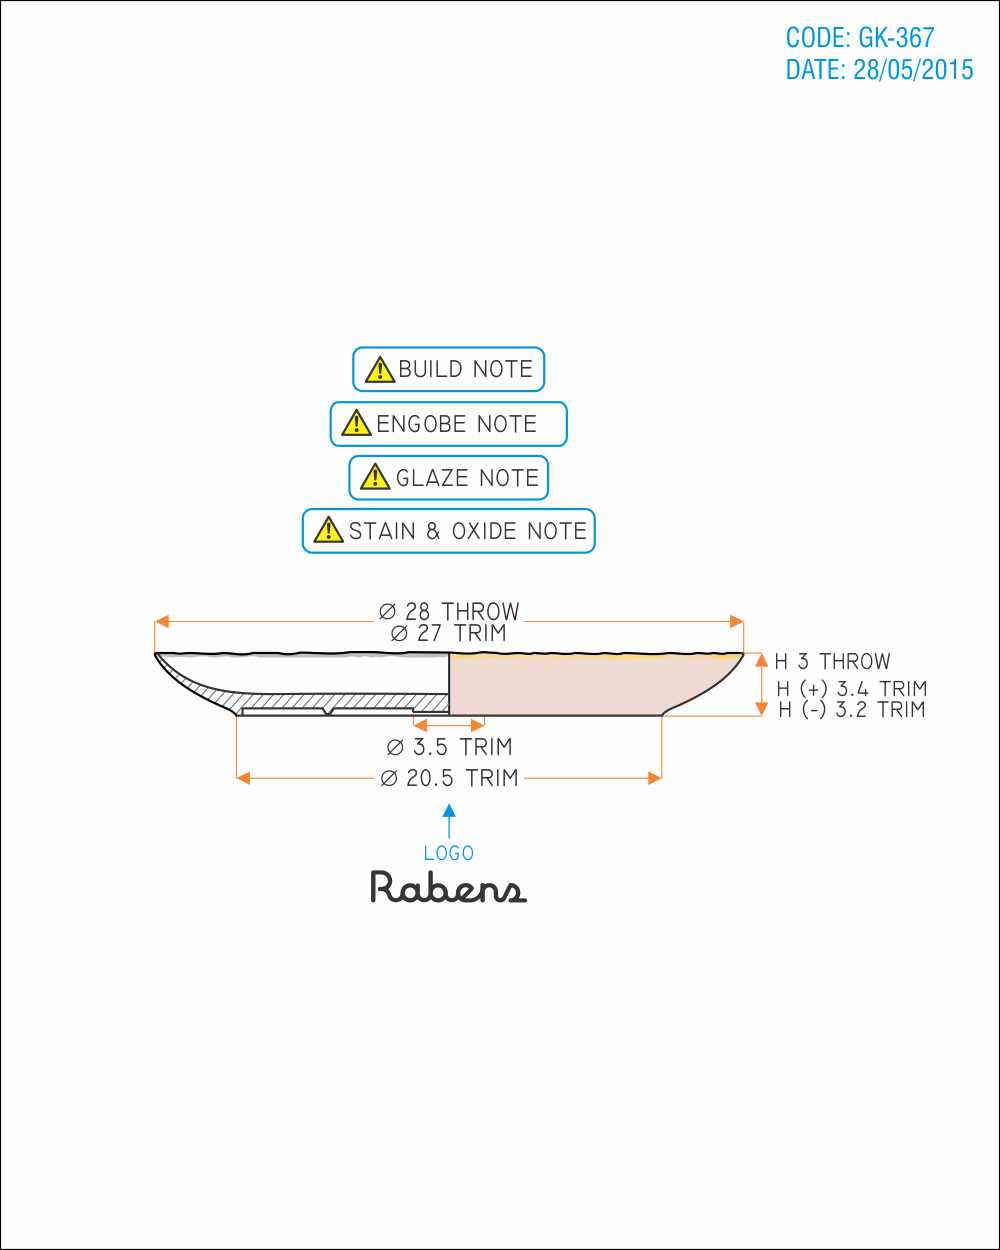 CODE: GK-367
DATE: 28/05/2015
BUILD NOTE
ENGOBE NOTE
GLAZE NOTE
STAIN & OXIDE NOTE
Ø 28 THROW
Ø 27 TRIM
H 3 THROW
H (+) 3.4 TRIM
H (-) 3.2 TRIM
Ø 3.5 TRIM
Ø 20.5 TRIM
LOGO
Rabens